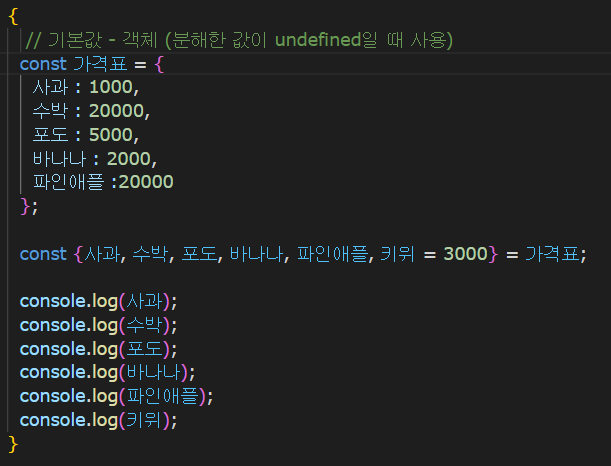 {
// 기본값 - 객체 (분해한 값이 undefined일 때 사용)
const 가격표 = {
사과 : 1000,
수박 : 20000,
포도 : 5000,
바나나 : 2000,
파인애플 :20000
};
const {사과, 수박, 포도, 바나나, 파인애플, 키위 = 3000} = 가격표;
console.log(사과);
console.log(수박);
console.log(포도);
console.log(바나나);
console.log(파인애플);
console.log(키위);
}